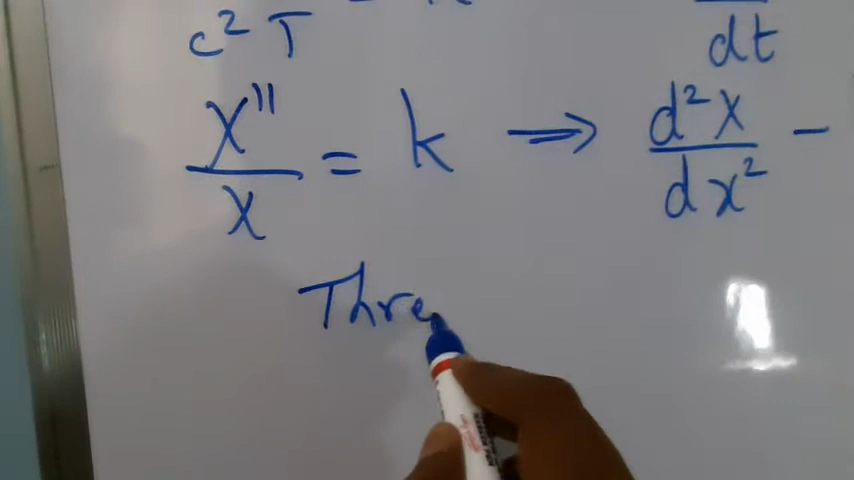 c² T
dt
X'' / X = k ⟹ d²X / dx² −
Thre